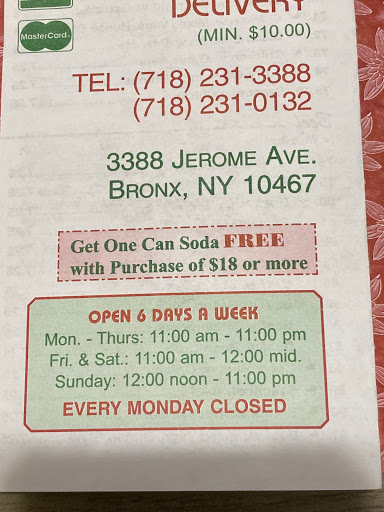 MasterCard
DELIVERY
(MIN. $10.00)
TEL: (718) 231-3388
(718) 231-0132
3388 JEROME AVE.
BRONX, NY 10467
Get One Can Soda FREE
with Purchase of $18 or more
OPEN 6 DAYS A WEEK
Mon. - Thurs: 11:00 am - 11:00 pm
Fri. & Sat.: 11:00 am - 12:00 mid.
Sunday: 12:00 noon - 11:00 pm
EVERY MONDAY CLOSED